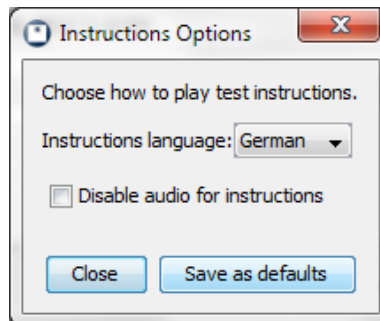 Instructions Options
Choose how to play test instructions.
Instructions language: German
Disable audio for instructions
Close Save as defaults